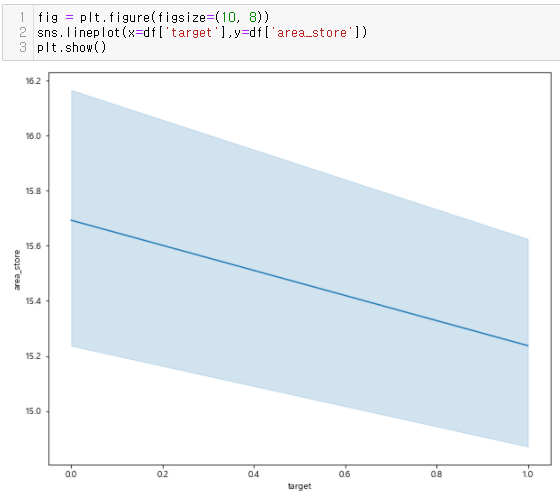 1 fig = plt.figure(figsize=(10, 8))
2 sns.lineplot(x=df['target'],y=df['area_store'])
3 plt.show()
16.2
16.0
15.8
15.6
15.4
15.2
15.0
area_store
0.0 0.2 0.4 0.6 0.8 1.0
target